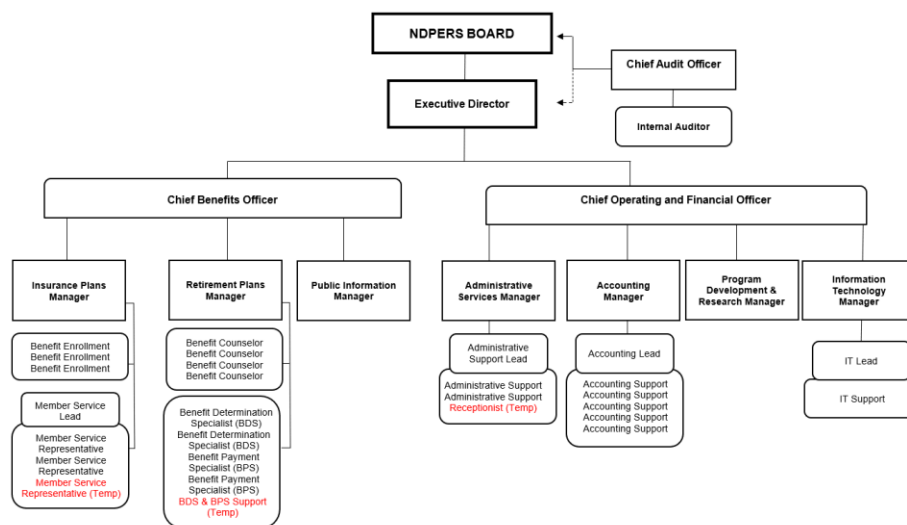 NDPERS BOARD
Chief Audit Officer
Executive Director
Internal Auditor
Chief Benefits Officer
Chief Operating and Financial Officer
Insurance Plans
Manager
Retirement Plans
Manager
Public Information
Manager
Administrative
Services Manager
Accounting
Manager
Program
Development &
Research Manager
Information
Technology
Manager
Benefit Enrollment
Benefit Enrollment
Benefit Enrollment
Member Service
Lead
Member Service
Representative
Member Service
Representative
Member Service
Representative (Temp)
Benefit Counselor
Benefit Counselor
Benefit Counselor
Benefit Counselor
Benefit Determination
Specialist (BDS)
Benefit Determination
Specialist (BDS)
Benefit Payment
Specialist (BPS)
Benefit Payment
Specialist (BPS)
BDS & BPS Support
(Temp)
Administrative
Support Lead
Administrative Support
Administrative Support
Receptionist (Temp)
Accounting Lead
Accounting Support
Accounting Support
Accounting Support
Accounting Support
Accounting Support
IT Lead
IT Support